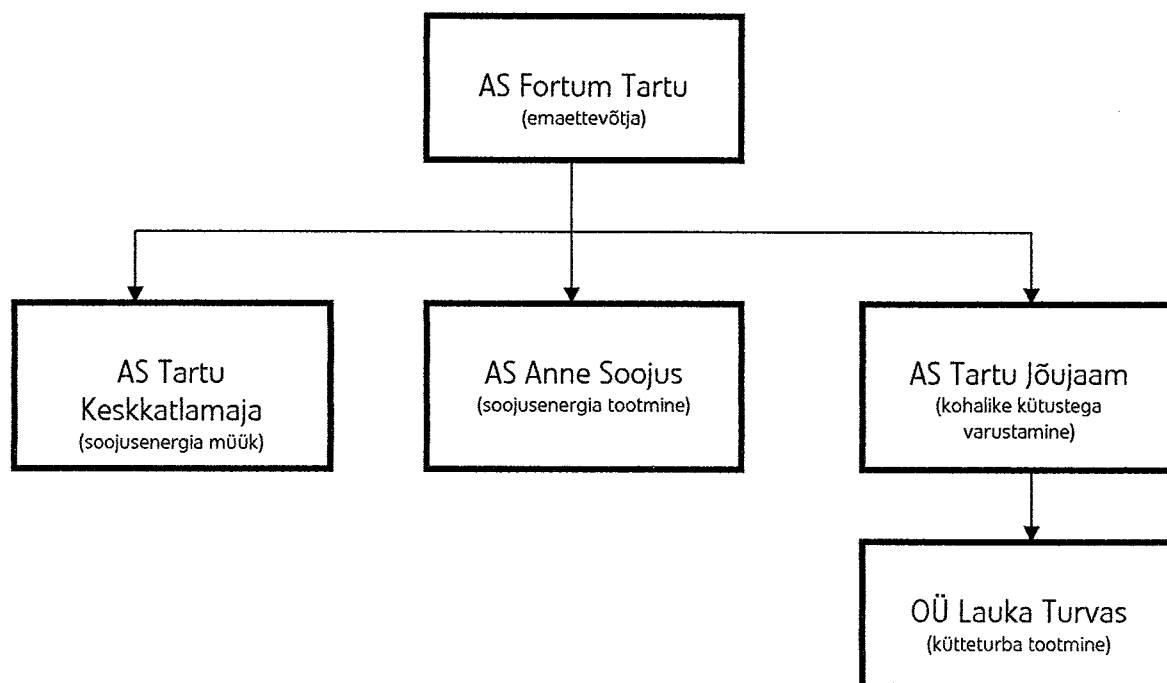 AS Fortum Tartu
(emaettevõtja)
AS Tartu
Keskkatlamaja
(soojusenergia müük)
AS Anne Soojus
(soojusenergia tootmine)
AS Tartu Jõujaam
(kohalike kütustega
varustamine)
OÜ Lauka Turvas
(kütteturba tootmine)